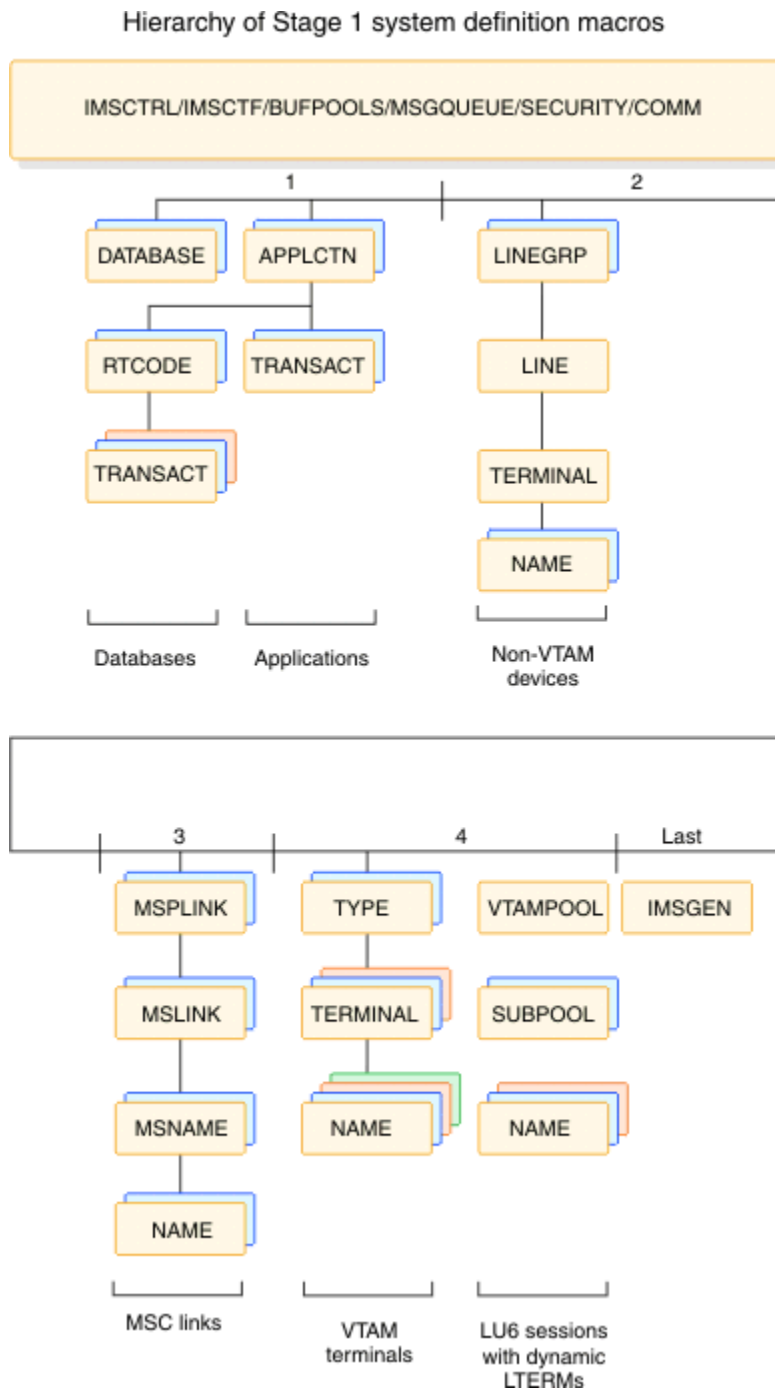 Hierarchy of Stage 1 system definition macros
IMSCTRL/IMSCTF/BUFPOOLS/MSGQUEUE/SECURITY/COMM
1 2
DATABASE APPLCTN LINEGRP
RTCODE TRANSACT LINE
TRANSACT TERMINAL
NAME
Databases Applications Non-VTAM
devices
3 4 Last
MSPLINK TYPE VTAMPOOL IMSGEN
MSLINK TERMINAL SUBPOOL
MSNAME NAME NAME
NAME
MSC links VTAM
terminals LU6 sessions
with dynamic
LTERMs